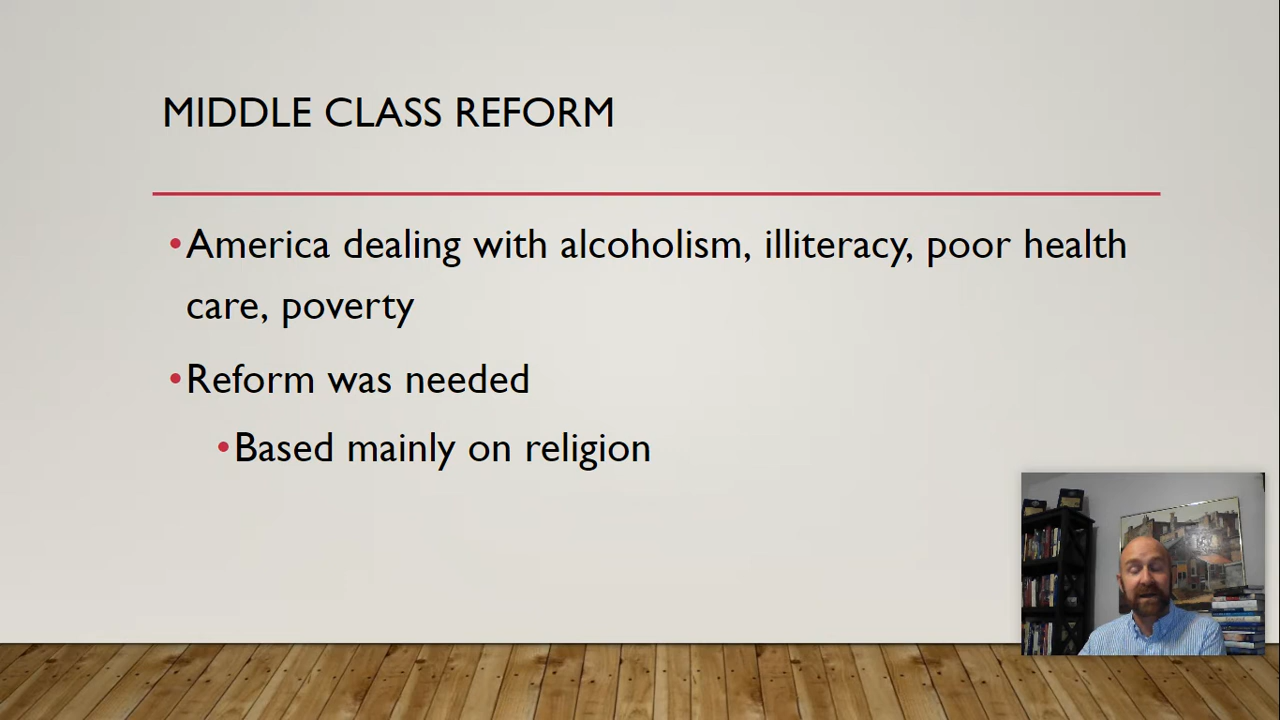 MIDDLE CLASS REFORM
•America dealing with alcoholism, illiteracy, poor health
care, poverty
•Reform was needed
•Based mainly on religion